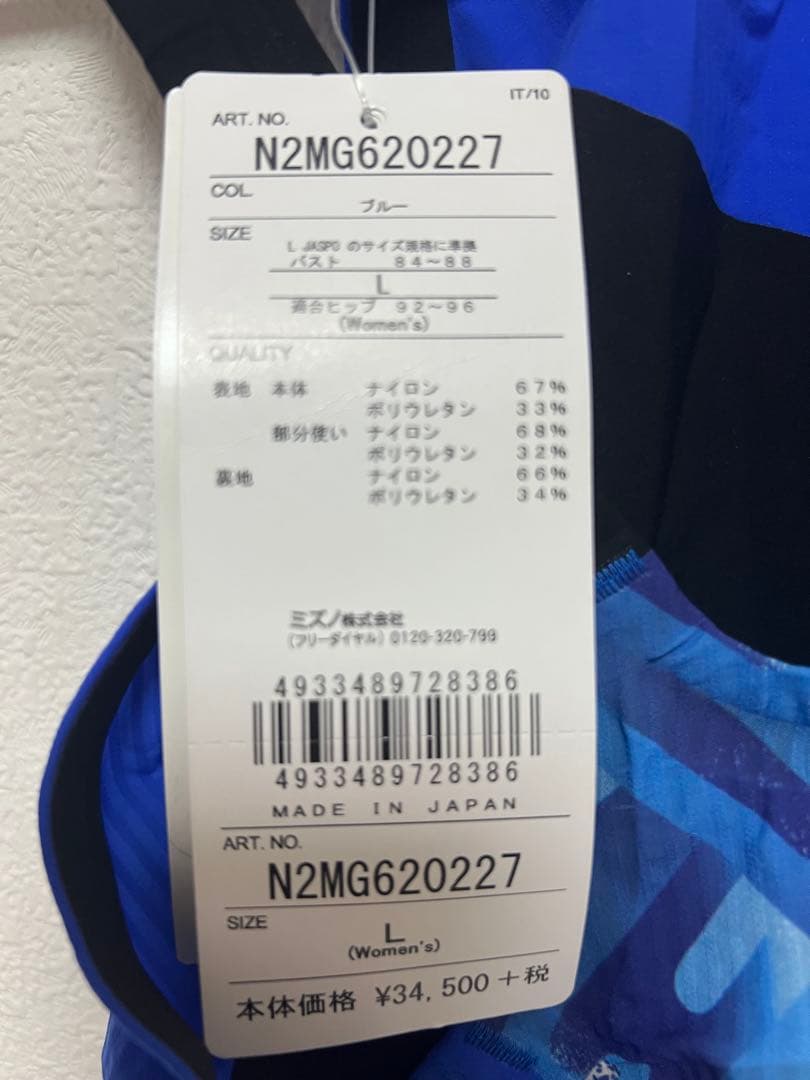 IT/10
ART. NO.
N2MG620227
COL.
ブルー
SIZE
L JASPO のサイズ規格に準拠
バスト 84～88
L
適合ヒップ 92～96
(Women's)
QUALITY
表地 本体 ナイロン 67%
ポリウレタン 33%
部分使い ナイロン 68%
ポリウレタン 32%
裏地 ナイロン 66%
ポリウレタン 34%
ミズノ株式会社
(フリーダイヤル) 0120-320-799
4933489728386
4933489728386
MADE IN JAPAN
ART. NO.
N2MG620227
SIZE
L
(Women's)
本体価格 ¥34,500+税